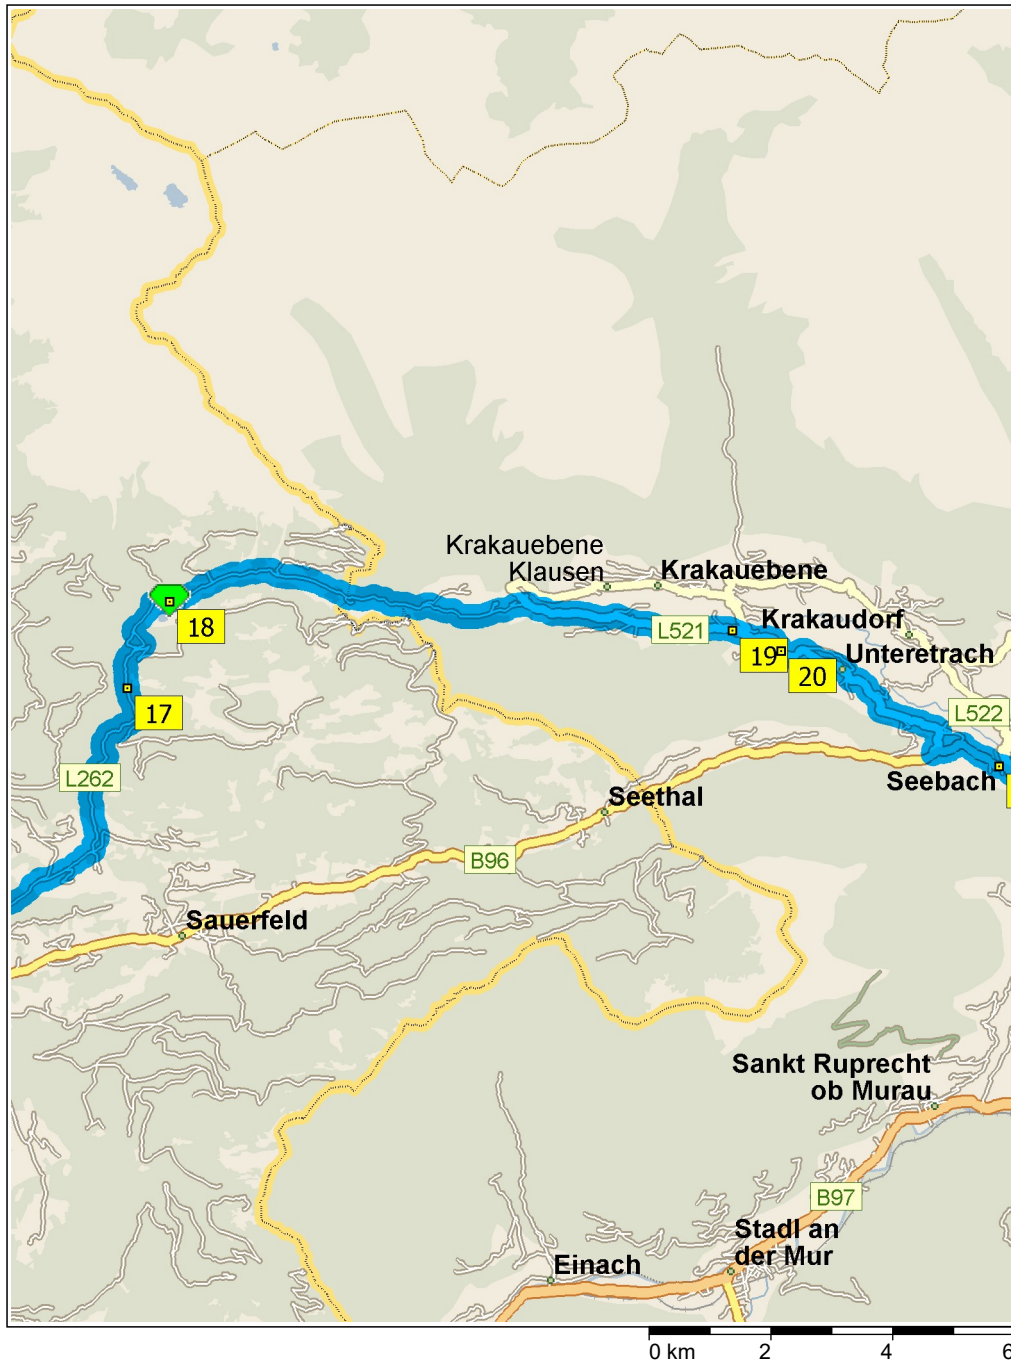 Krakauebene
Klausen
Krakauebene
18
L521
Krakaudorf
19
20
Unteretrach
17
L522
L262
Seebach
Seethal
B96
Sauerfeld
Sankt Ruprecht
ob Murau
B97
Stadl an
der Mur
Einach
0 km
2
4
6